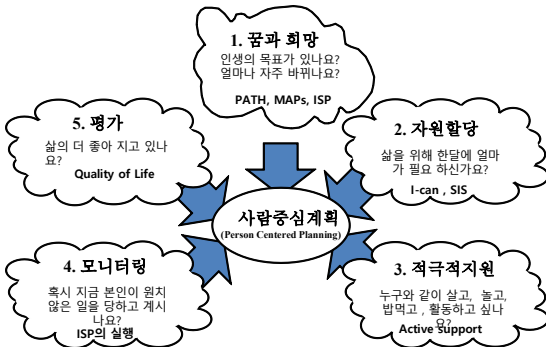 1. 꿈과 희망
인생의 목표가 있나요?
얼마나 자주 바뀌나요?
PATH, MAPs, ISP
2. 자원할당
삶을 위해 한달에 얼마
가 필요 하신가요?
I-can , SIS
3. 적극적지원
누구와 같이 살고, 놀고,
밥먹고 , 활동하고 싶나
요?
Active support
4. 모니터링
혹시 지금 본인이 원치
않은 일을 당하고 계시
나요?
ISP의 실행
5. 평가
삶의 더 좋아 지고 있나
요?
Quality of Life
사람중심계획
(Person Centered Planning)